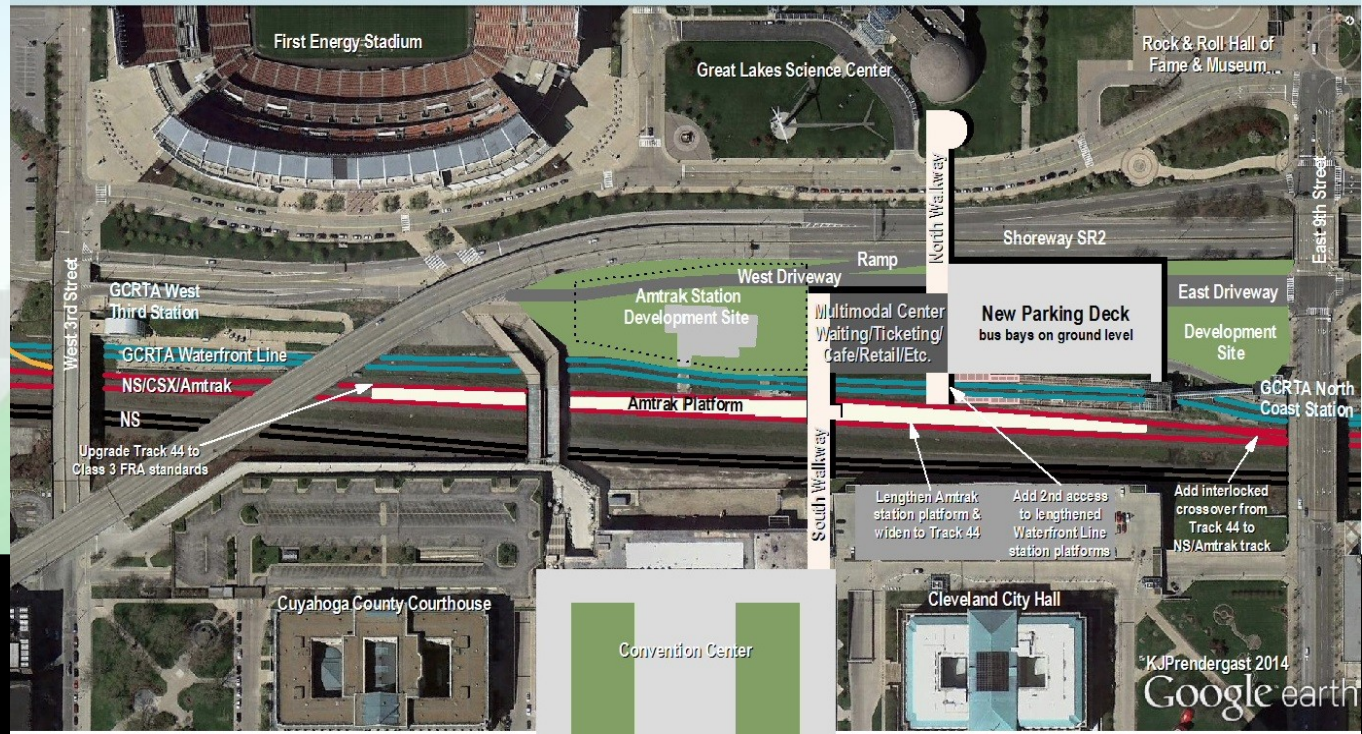 First Energy Stadium
Great Lakes Science Center
Rock & Roll Hall of
Fame & Museum
West 3rd Street
East 9th Street
North Walkway
Shoreway SR2
Ramp
West Driveway
East Driveway
GCRTA West
Third Station
Amtrak Station
Development Site
Multimodal Center
Waiting/Ticketing/
Cafe/Retail/Etc.
New Parking Deck
bus bays on ground level
Development
Site
GCRTA Waterfront Line
NS/CSX/Amtrak
NS
Amtrak Platform
GCRTA North
Coast Station
Upgrade Track 44 to
Class 3 FRA standards
South Walkway
Lengthen Amtrak
station platform &
widen to Track 44
Add 2nd access
to lengthened
Waterfront Line
station platforms
Add interlocked
crossover from
Track 44 to
NS/Amtrak track
Cuyahoga County Courthouse
Convention Center
Cleveland City Hall
KJPrendergast 2014
Google earth